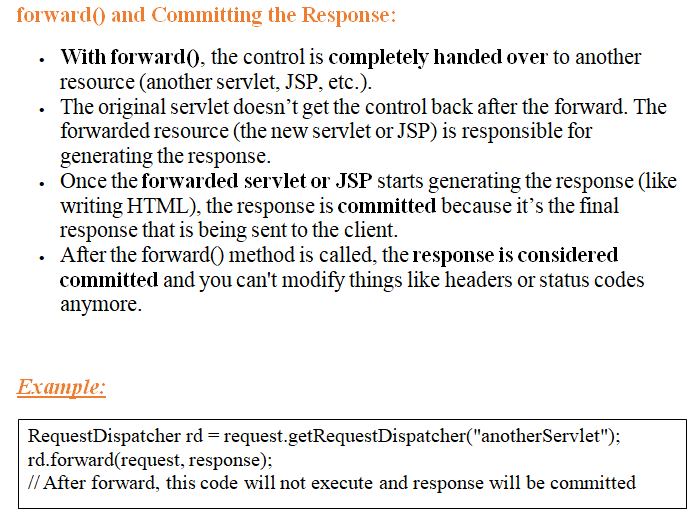 forward() and Committing the Response:
• With forward(), the control is completely handed over to another
resource (another servlet, JSP, etc.).
• The original servlet doesn’t get the control back after the forward. The
forwarded resource (the new servlet or JSP) is responsible for
generating the response.
• Once the forwarded servlet or JSP starts generating the response (like
writing HTML), the response is committed because it’s the final
response that is being sent to the client.
• After the forward() method is called, the response is considered
committed and you can't modify things like headers or status codes
anymore.
Example:
RequestDispatcher rd = request.getRequestDispatcher("anotherServlet");
rd.forward(request, response);
// After forward, this code will not execute and response will be committed